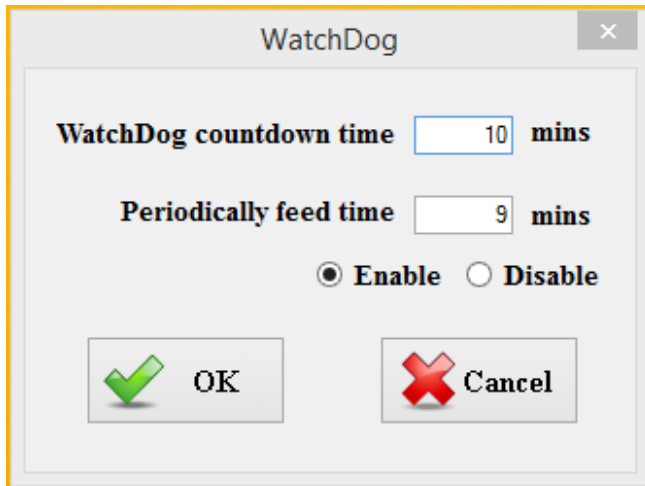 WatchDog
WatchDog countdown time 10 mins
Periodically feed time 9 mins
Enable Disable
OK Cancel